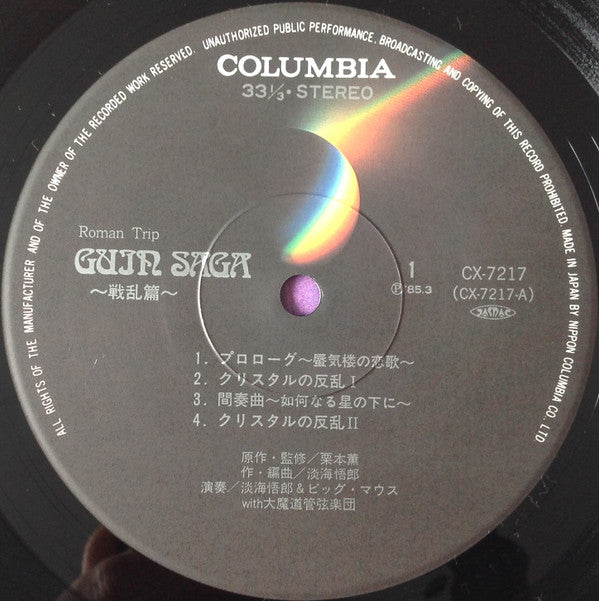 ALL RIGHTS OF THE MANUFACTURER AND OF THE OWNER OF THE RECORDED WORK RESERVED. UNAUTHORIZED PUBLIC PERFORMANCE, BROADCASTING AND COPYING OF THIS RECORD PROHIBITED. MADE IN JAPAN BY NIPPON COLUMBIA CO., LTD
COLUMBIA
33⅓・STEREO
Roman Trip
GUIN SAGA
～戦乱篇～
1
Ⓟ'85.3
CX-7217
(CX-7217-A)
JASRAC
1. プロローグ～蜃気楼の恋歌～
2. クリスタルの反乱 I
3. 間奏曲～如何なる星の下に～
4. クリスタルの反乱II
原作・監修／栗本薫
作・編曲／淡海悟郎
演奏／淡海悟郎＆ビッグ・マウス
with大魔道管弦楽団